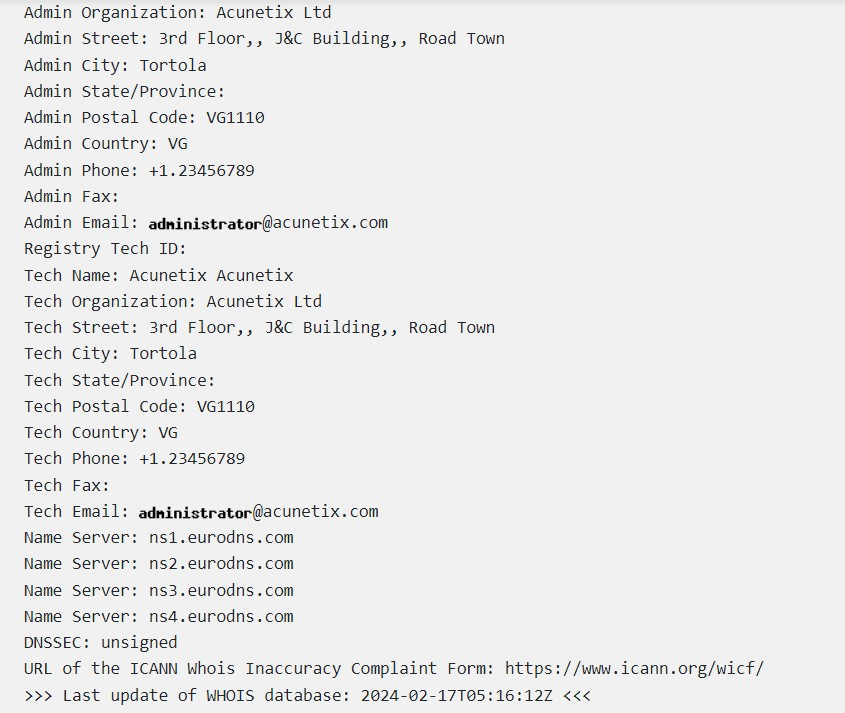 Admin Organization: Acunetix Ltd
Admin Street: 3rd Floor,, J&C Building,, Road Town
Admin City: Tortola
Admin State/Province:
Admin Postal Code: VG1110
Admin Country: VG
Admin Phone: +1.23456789
Admin Fax:
Admin Email: administrator@acunetix.com
Registry Tech ID:
Tech Name: Acunetix Acunetix
Tech Organization: Acunetix Ltd
Tech Street: 3rd Floor,, J&C Building,, Road Town
Tech City: Tortola
Tech State/Province:
Tech Postal Code: VG1110
Tech Country: VG
Tech Phone: +1.23456789
Tech Fax:
Tech Email: administrator@acunetix.com
Name Server: ns1.eurodns.com
Name Server: ns2.eurodns.com
Name Server: ns3.eurodns.com
Name Server: ns4.eurodns.com
DNSSEC: unsigned
URL of the ICANN Whois Inaccuracy Complaint Form: https://www.icann.org/wicf/
>>> Last update of WHOIS database: 2024-02-17T05:16:12Z <<<